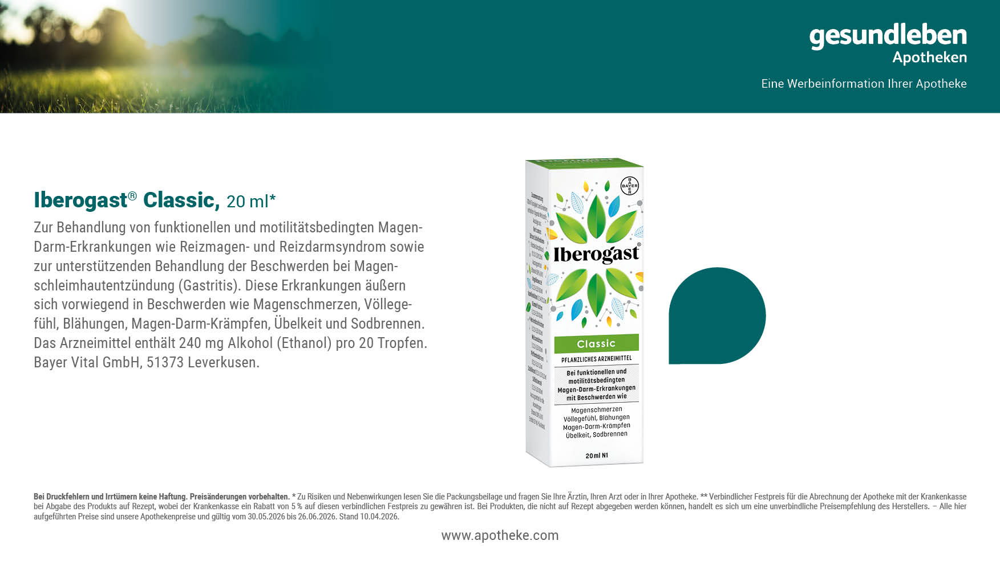 gesundleben
Apotheken
Eine Werbeinformation Ihrer Apotheke
Iberogast® Classic, 20 ml*
Zur Behandlung von funktionellen und motilitätsbedingten Magen-
Darm-Erkrankungen wie Reizmagen- und Reizdarmsyndrom sowie
zur unterstützenden Behandlung der Beschwerden bei Magen-
schleimhautentzündung (Gastritis). Diese Erkrankungen äußern
sich vorwiegend in Beschwerden wie Magenschmerzen, Völlege-
fühl, Blähungen, Magen-Darm-Krämpfen, Übelkeit und Sodbrennen.
Das Arzneimittel enthält 240 mg Alkohol (Ethanol) pro 20 Tropfen.
Bayer Vital GmbH, 51373 Leverkusen.
BAYER
Iberogast®
Classic
PFLANZLICHES ARZNEIMITTEL
Bei funktionellen und
motilitätsbedingten
Magen-Darm-Erkrankungen
mit Beschwerden wie
Magenschmerzen
Völlegefühl, Blähungen
Magen-Darm-Krämpfen
Übelkeit, Sodbrennen
20 ml N1
Zusammensetzung
Bei Druckfehlern und Irrtümern keine Haftung. Preisänderungen vorbehalten. * Zu Risiken und Nebenwirkungen lesen Sie die Packungsbeilage und fragen Sie Ihre Ärztin, Ihren Arzt oder in Ihrer Apotheke. ** Verbindlicher Festpreis für die Abrechnung der Apotheke mit der Krankenkasse
bei Abgabe des Produkts auf Rezept, wobei der Krankenkasse ein Rabatt von 5 % auf diesen verbindlichen Festpreis zu gewähren ist. Bei Produkten, die nicht auf Rezept abgegeben werden können, handelt es sich um eine unverbindliche Preisempfehlung des Herstellers. – Alle hier
aufgeführten Preise sind unsere Apothekenpreise und gültig vom 30.05.2026 bis 26.06.2026. Stand 10.04.2026.
www.apotheke.com